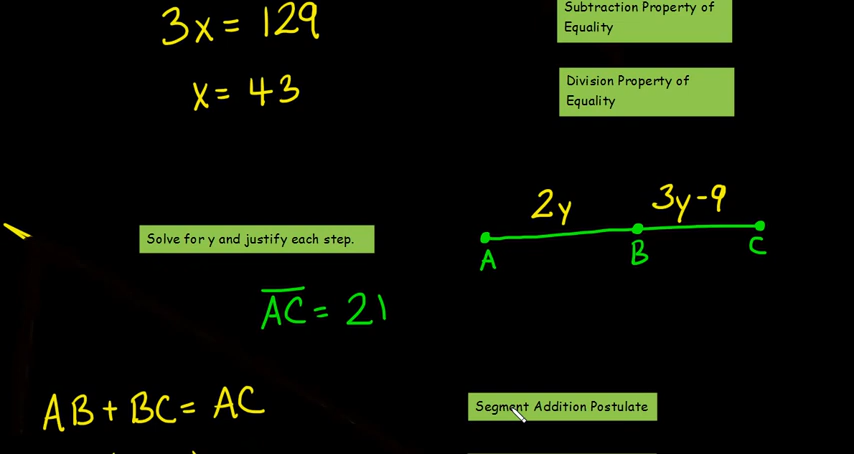 3x = 129
Subtraction Property of
Equality
x = 43
Division Property of
Equality
2y
3y-9
A
B
C
Solve for y and justify each step.
AC = 21
AB + BC = AC
Segment Addition Postulate